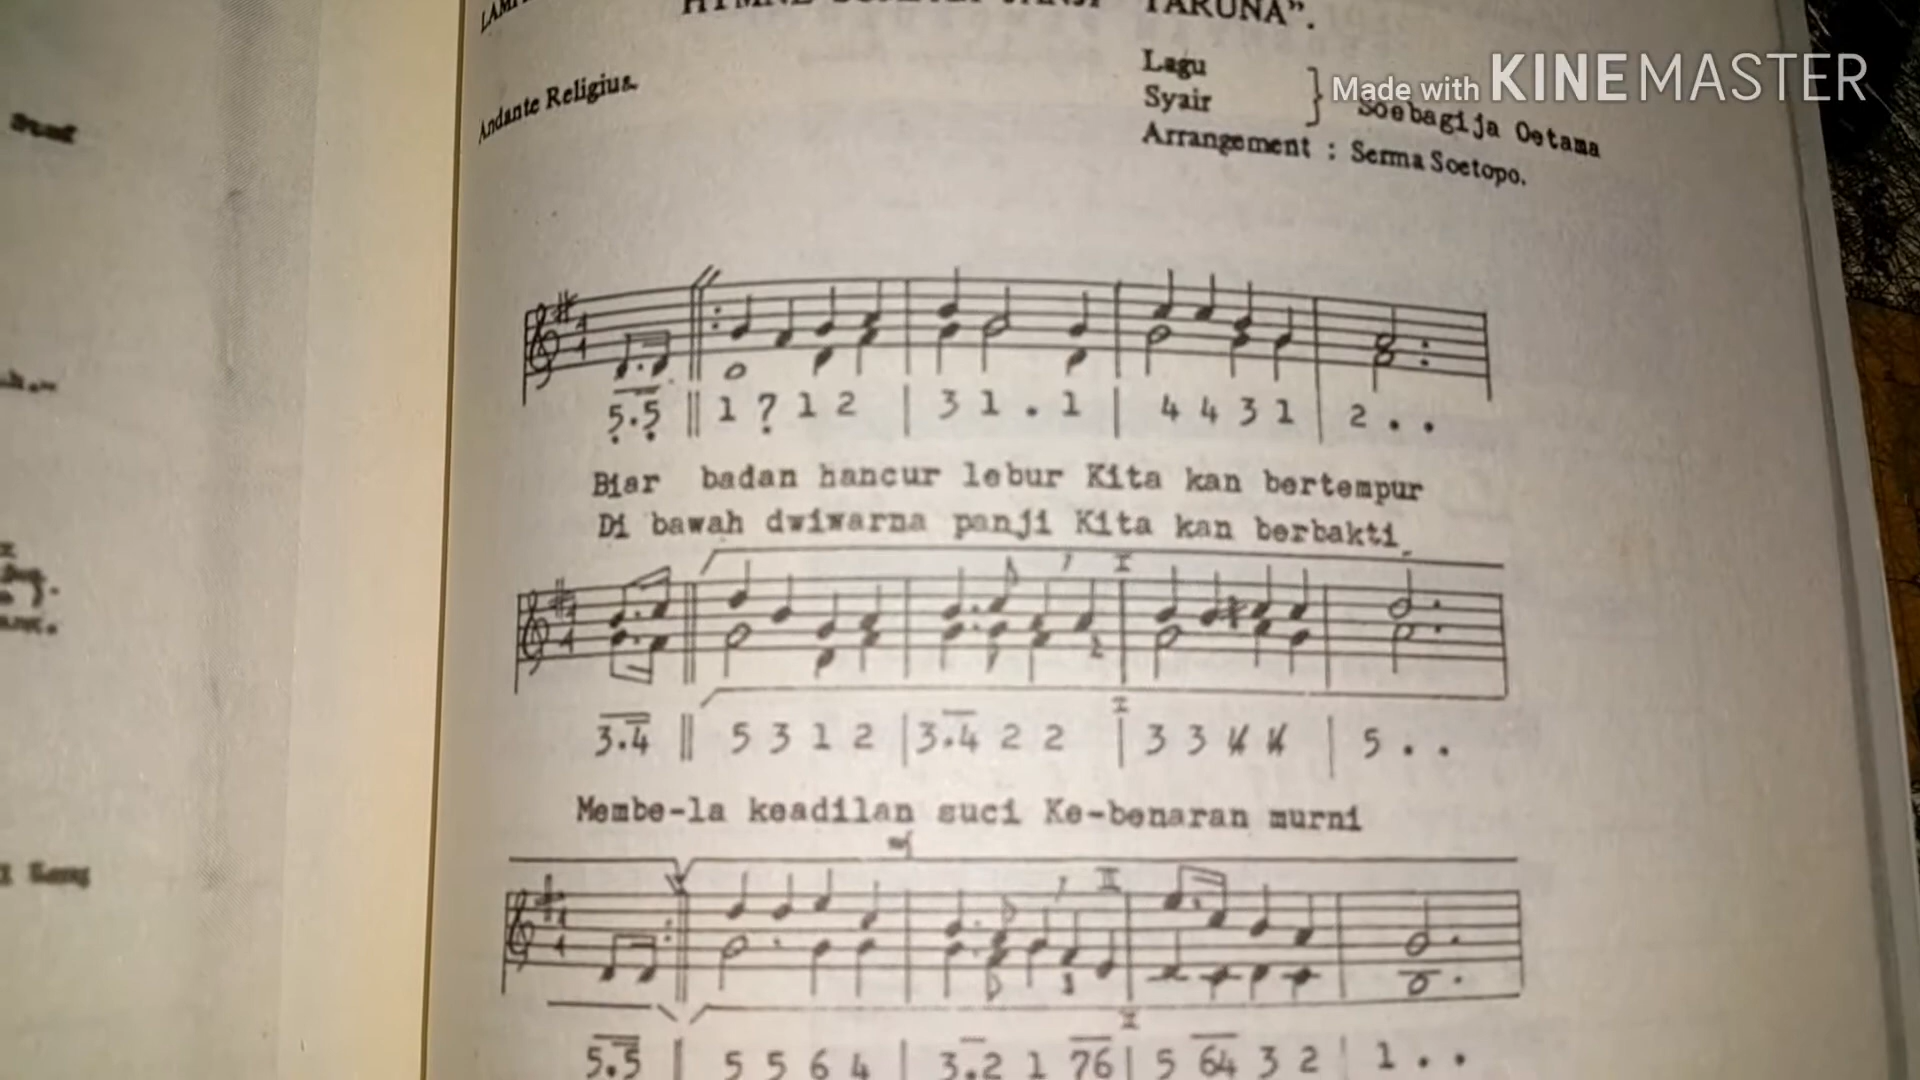 TARUNA".
Andante Religius.
Lagu
Syair
} Soebagija Oetama
Arrangement : Serma Soetopo.
Made with KINEMASTER
5.5 || 1 7 1 2 | 3 1 . 1 | 4 4 3 1 | 2 . .
Biar badan hancur lebur Kita kan bertempur
Di bawah dwiwarna panji Kita kan berbakti
I
3.4 || 5 3 1 2 | 3.4 2 2 | 3 3 4 4 | 5 . .
Membe-la keadilan suci Ke-benaran murni
II
5.5 | 5 5 6 4 | 3.2 1 76 | 5 64 3 2 | 1 . .